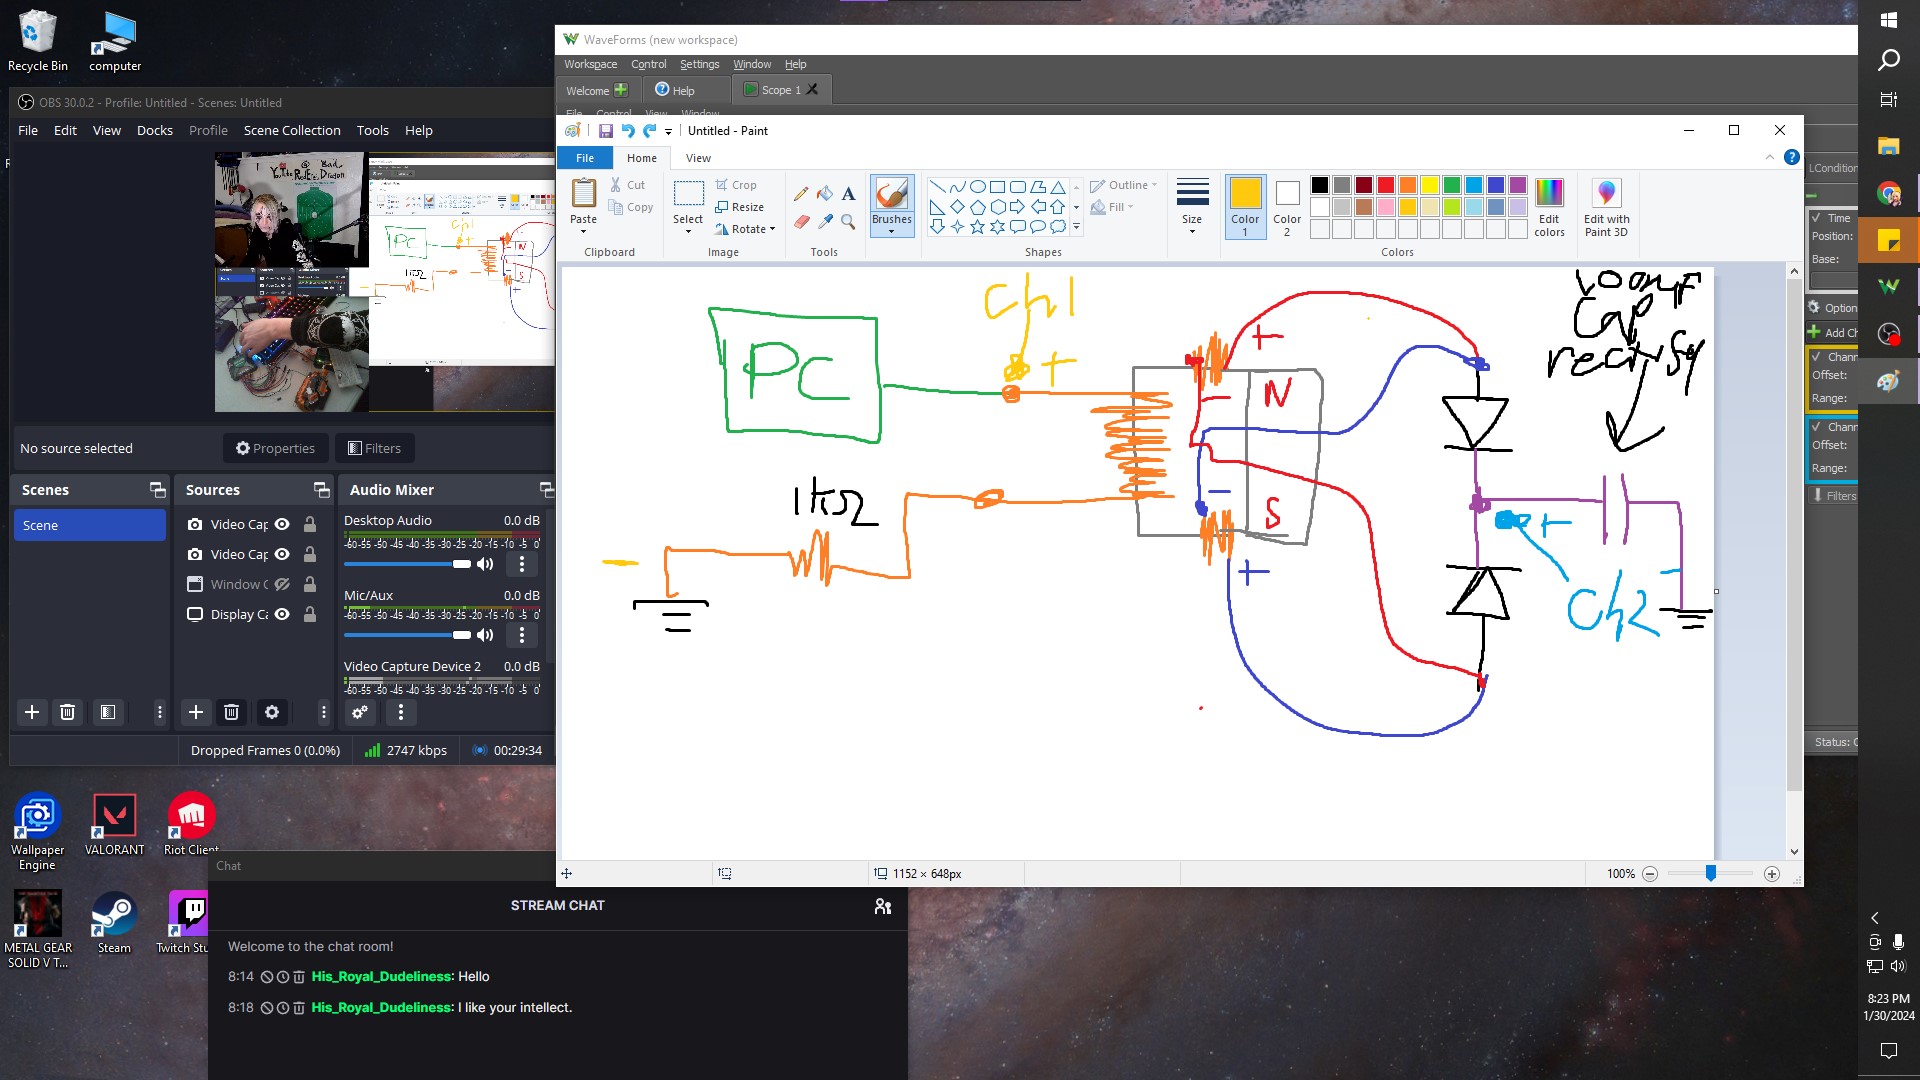 Recycle Bin
computer
OBS 30.0.2 - Profile: Untitled - Scenes: Untitled
File Edit View Docks Profile Scene Collection Tools Help
No source selected
Properties
Filters
Scenes
Scene
Sources
Video Cap
Video Cap
Window C
Display Ca
Audio Mixer
Desktop Audio 0.0 dB
-60 -55 -50 -45 -40 -35 -30 -25 -20 -15 -10 -5 0
Mic/Aux 0.0 dB
-60 -55 -50 -45 -40 -35 -30 -25 -20 -15 -10 -5 0
Video Capture Device 2 0.0 dB
-60 -55 -50 -45 -40 -35 -30 -25 -20 -15 -10 -5 0
Dropped Frames 0 (0.0%) 2747 kbps 00:29:34
WaveForms (new workspace)
Workspace Control Settings Window Help
Welcome Help Scope 1
File Control View Window
Untitled - Paint
File Home View
Paste
Cut
Copy
Clipboard
Select
Crop
Resize
Rotate
Image
Tools
Brushes
Shapes
Outline
Fill
Size
Color 1
Color 2
Edit colors
Edit with Paint 3D
Colors
PC
Ch1
+
+
-
N
S
-
+
1kΩ
-
Cap
rectify
+
-
Ch2
1152 × 648px
100%
Time
Position:
Base:
Option
Add Ch
Chann
Offset:
Range:
Chann
Offset:
Range:
Filters
Status:
Wallpaper Engine
VALORANT
Riot Client
METAL GEAR SOLID V T...
Steam
Twitch Stu
Chat
STREAM CHAT
Welcome to the chat room!
8:14 His_Royal_Dudeliness: Hello
8:18 His_Royal_Dudeliness: I like your intellect.
8:23 PM
1/30/2024